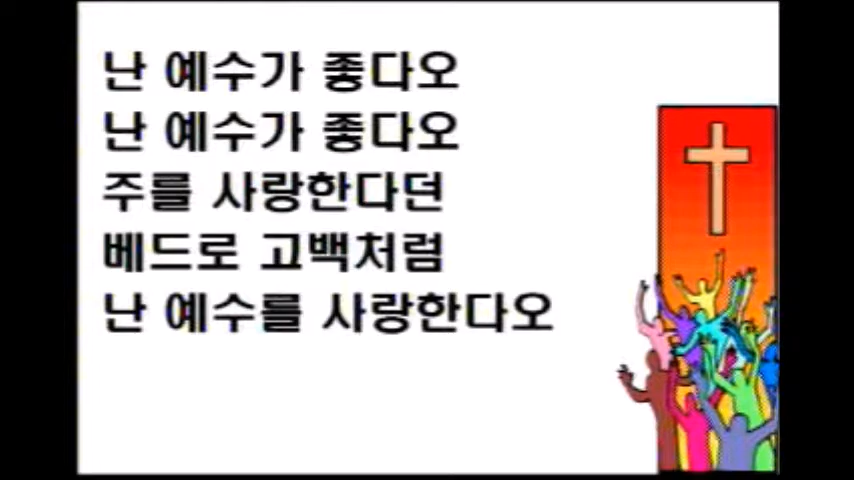 난 예수가 좋다오
난 예수가 좋다오
주를 사랑한다던
베드로 고백처럼
난 예수를 사랑한다오